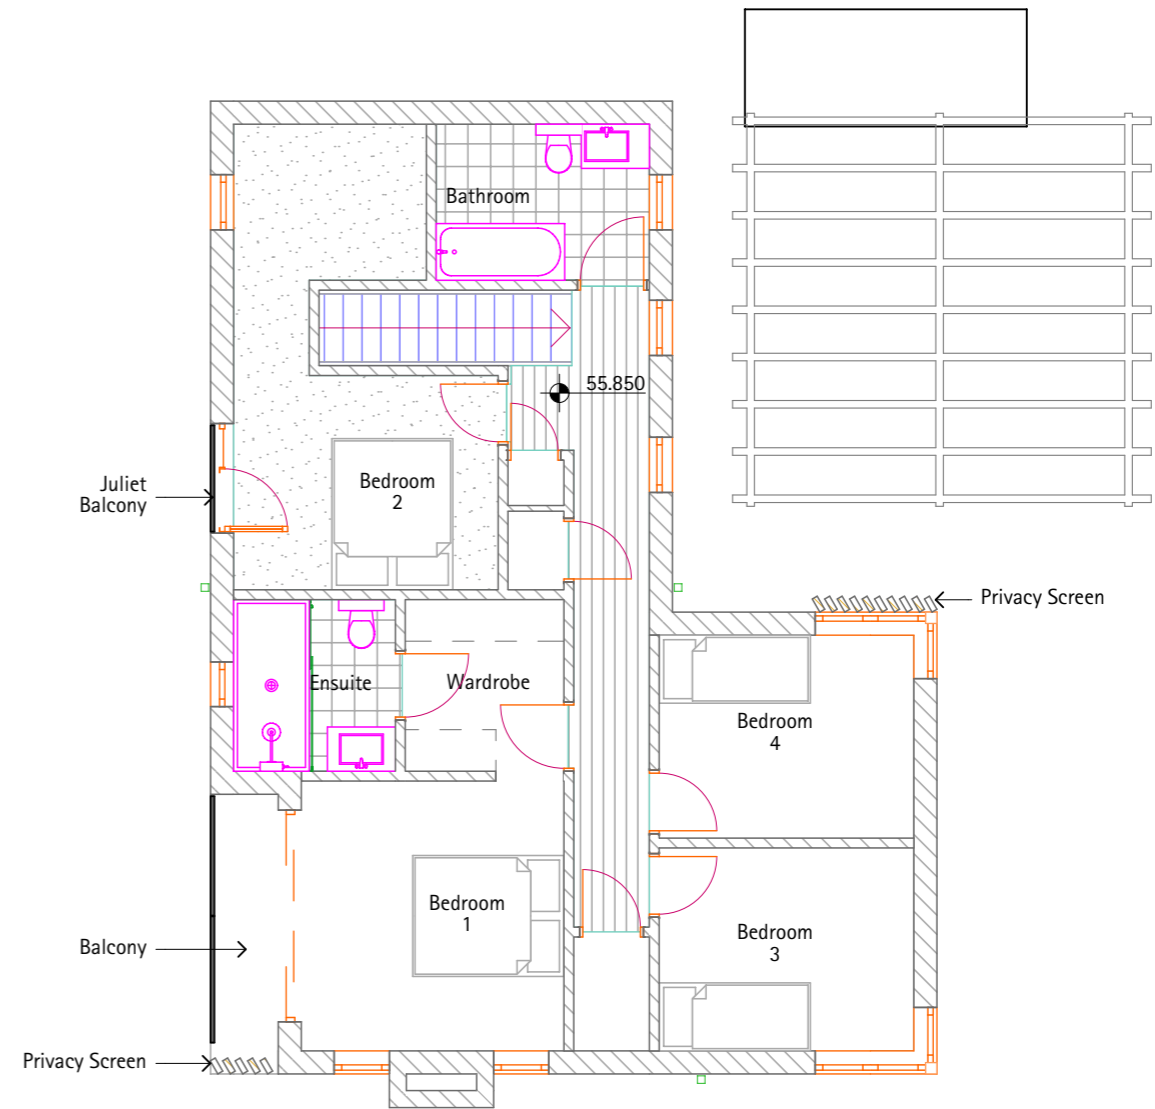 Bathroom
55.850
Juliet
Balcony
Bedroom
2
Privacy Screen
Ensuite
Wardrobe
Bedroom
4
Bedroom
1
Bedroom
3
Balcony
Privacy Screen